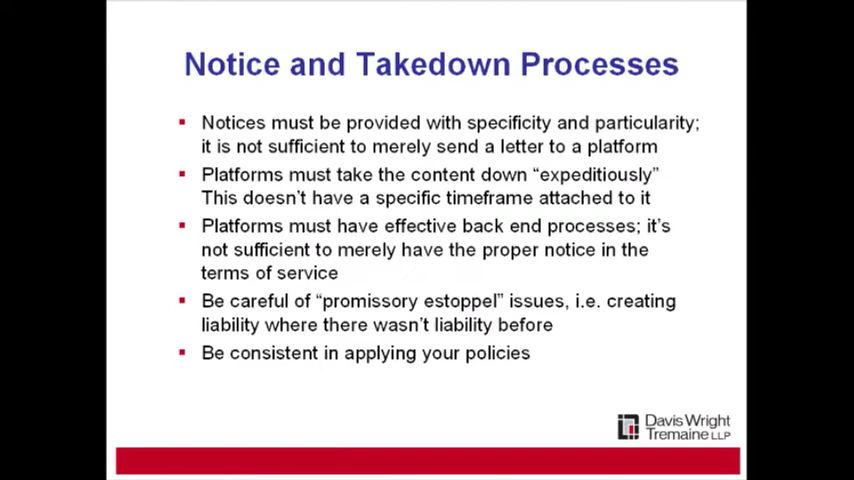 Notice and Takedown Processes
Notices must be provided with specificity and particularity;
it is not sufficient to merely send a letter to a platform
Platforms must take the content down “expeditiously”
This doesn’t have a specific timeframe attached to it
Platforms must have effective back end processes; it’s
not sufficient to merely have the proper notice in the
terms of service
Be careful of “promissory estoppel” issues, i.e. creating
liability where there wasn’t liability before
Be consistent in applying your policies
Davis Wright
Tremaine LLP